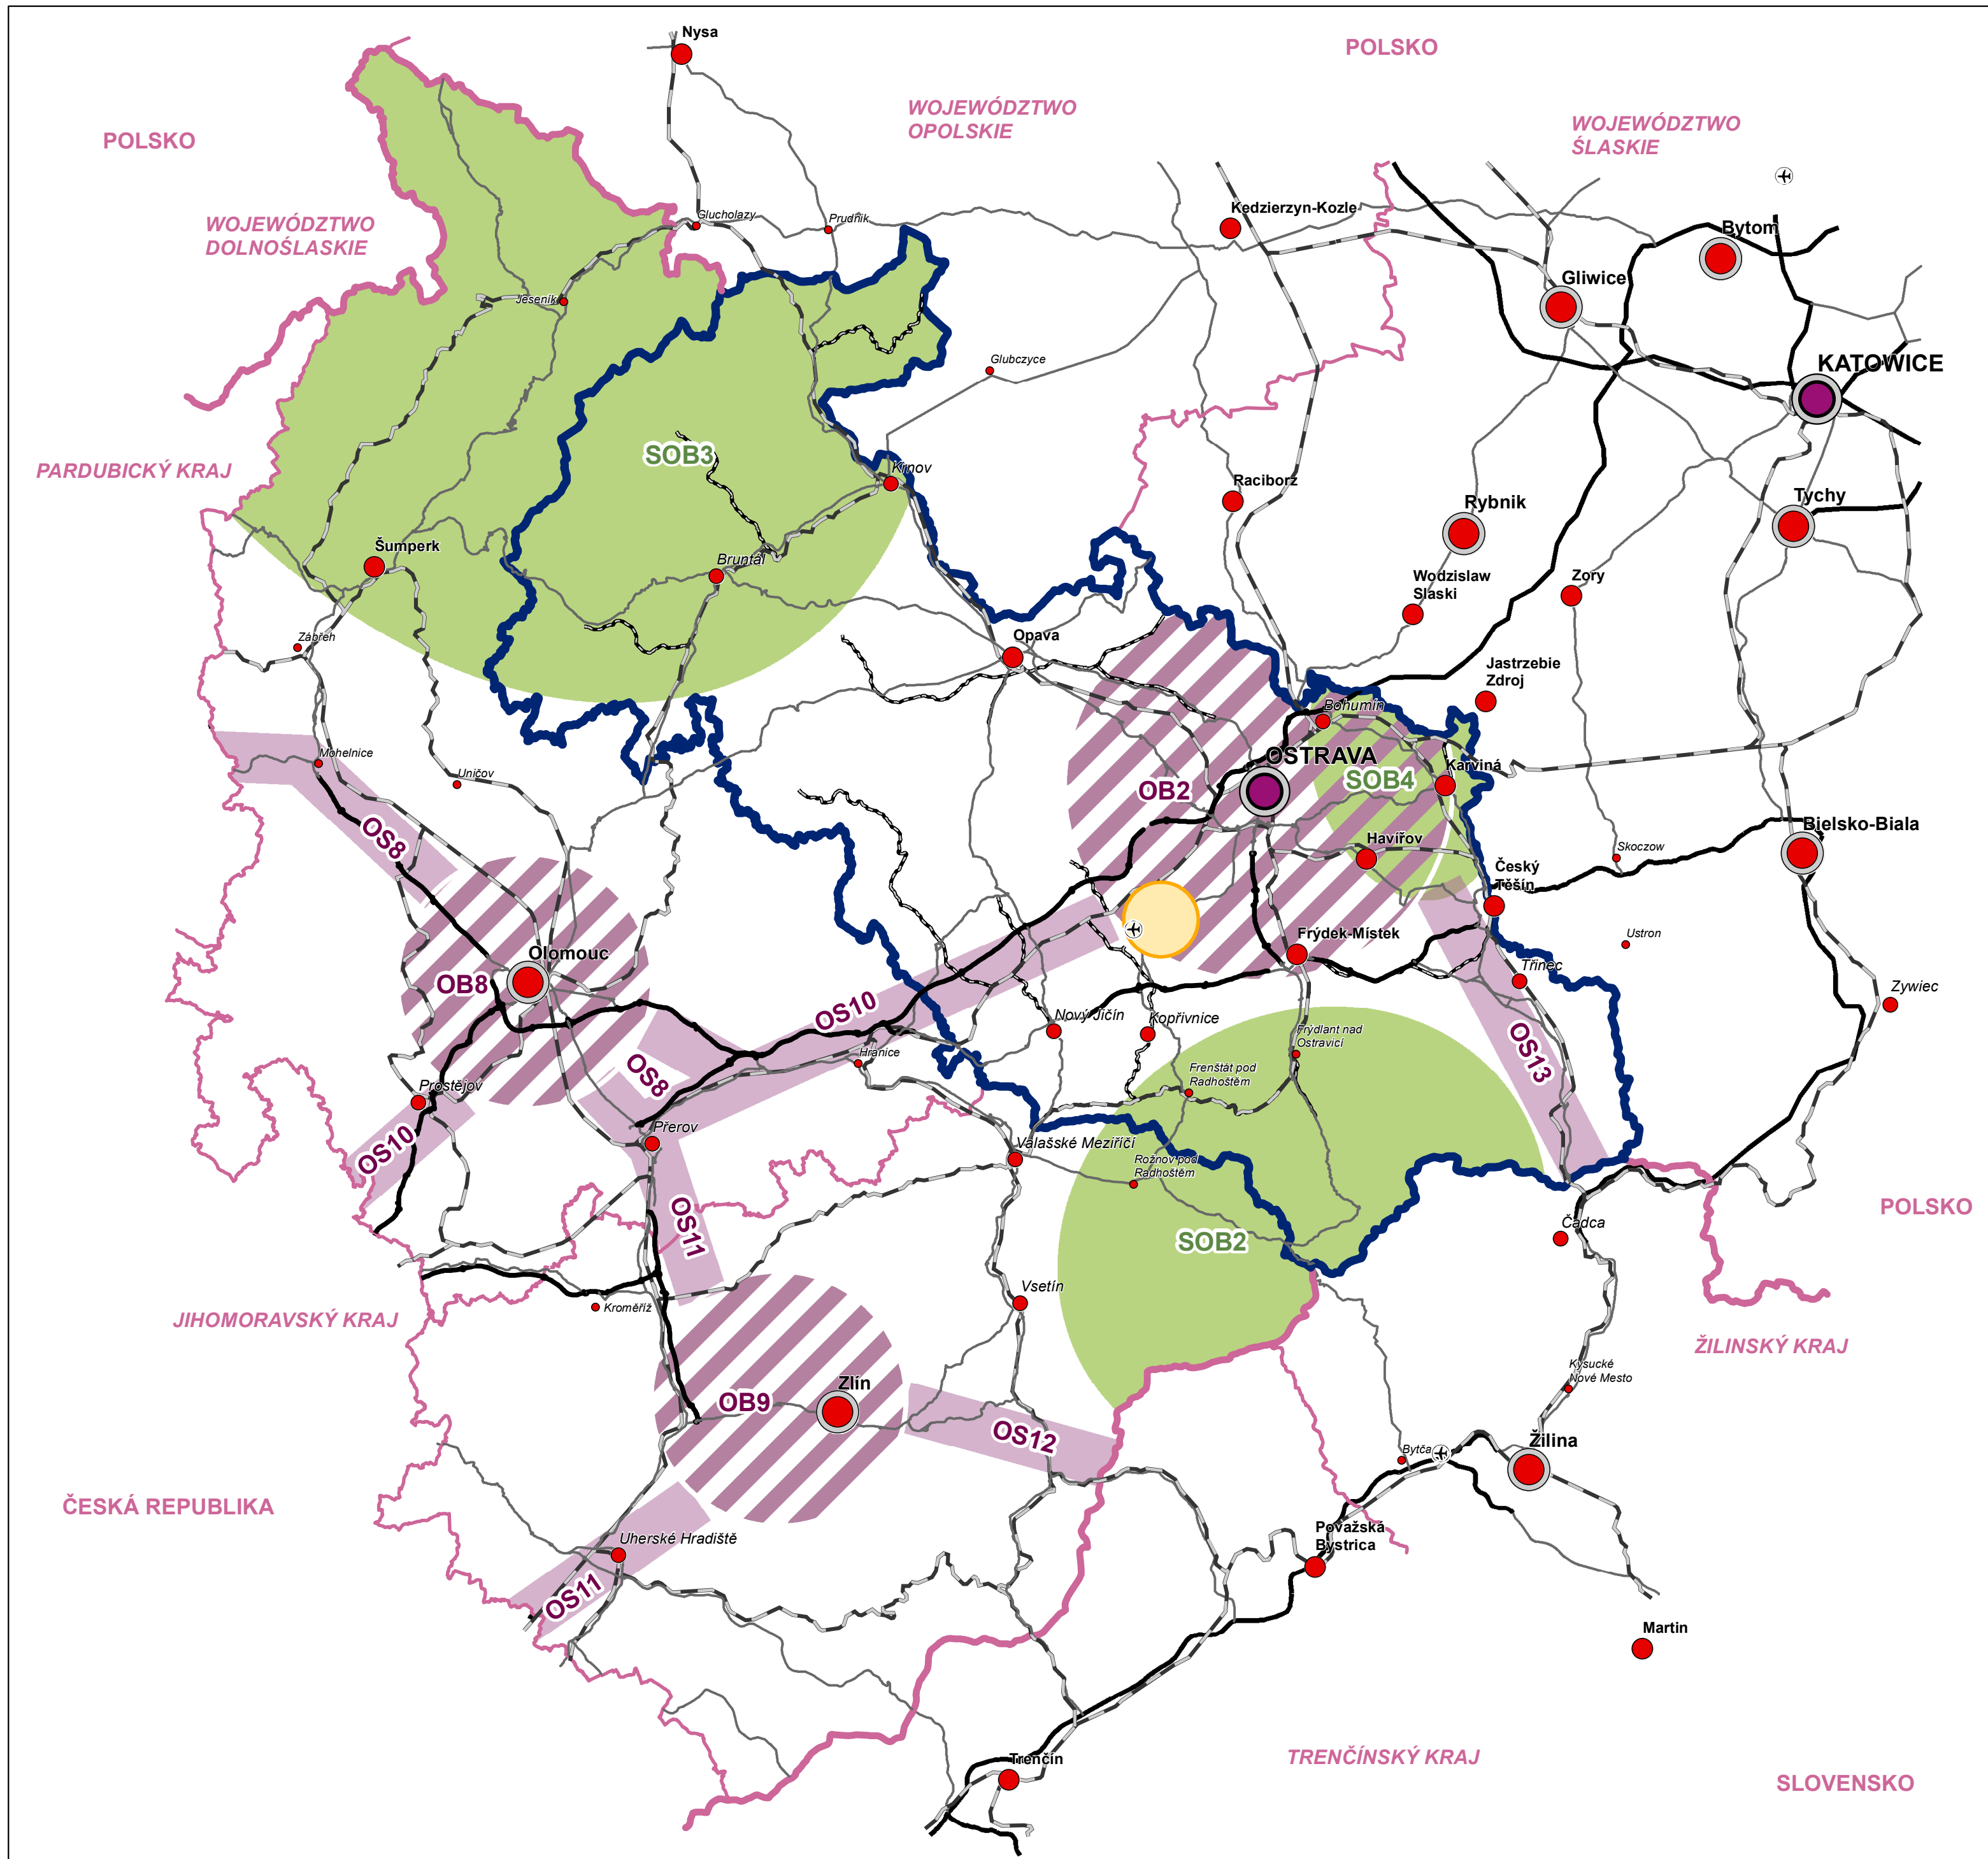 Nysa
POLSKO
POLSKO
WOJEWÓDZTWO
OPOLSKIE
WOJEWÓDZTWO
ŚLASKIE
WOJEWÓDZTWO
DOLNOŚLASKIE
Glucholazy
Prudnik
Kedzierzyn-Kozle
Bytom
Gliwice
Jeseník
Glubczyce
KATOWICE
PARDUBICKÝ KRAJ
SOB3
Krnov
Raciborz
Rybnik
Tychy
Šumperk
Bruntál
Wodzislaw
Slaski
Zory
Zábřeh
Opava
Jastrzebie
Zdroj
Bohumín
Mohelnice
Uničov
OSTRAVA
OB2
SOB4
Karviná
OS8
Havířov
Bielsko-Biala
Skoczow
Český
Těšín
Olomouc
OB8
Frýdek-Místek
Ustron
Třinec
Zywiec
OS10
Nový Jičín
Kopřivnice
Hranice
Frýdlant nad
Ostravicí
OS8
OS13
Prostějov
Frenštát pod
Radhoštěm
OS10
Přerov
Valašské Meziříčí
Rožnov pod
Radhoštěm
OS11
SOB2
Čadca
POLSKO
JIHOMORAVSKÝ KRAJ
Kroměříž
Vsetín
ŽILINSKÝ KRAJ
Kysucké
Nové Mesto
OB9
Zlín
OS12
Bytča
Žilina
ČESKÁ REPUBLIKA
Uherské Hradiště
Považská
Bystrica
OS11
Martin
Trenčín
TRENČÍNSKÝ KRAJ
SLOVENSKO